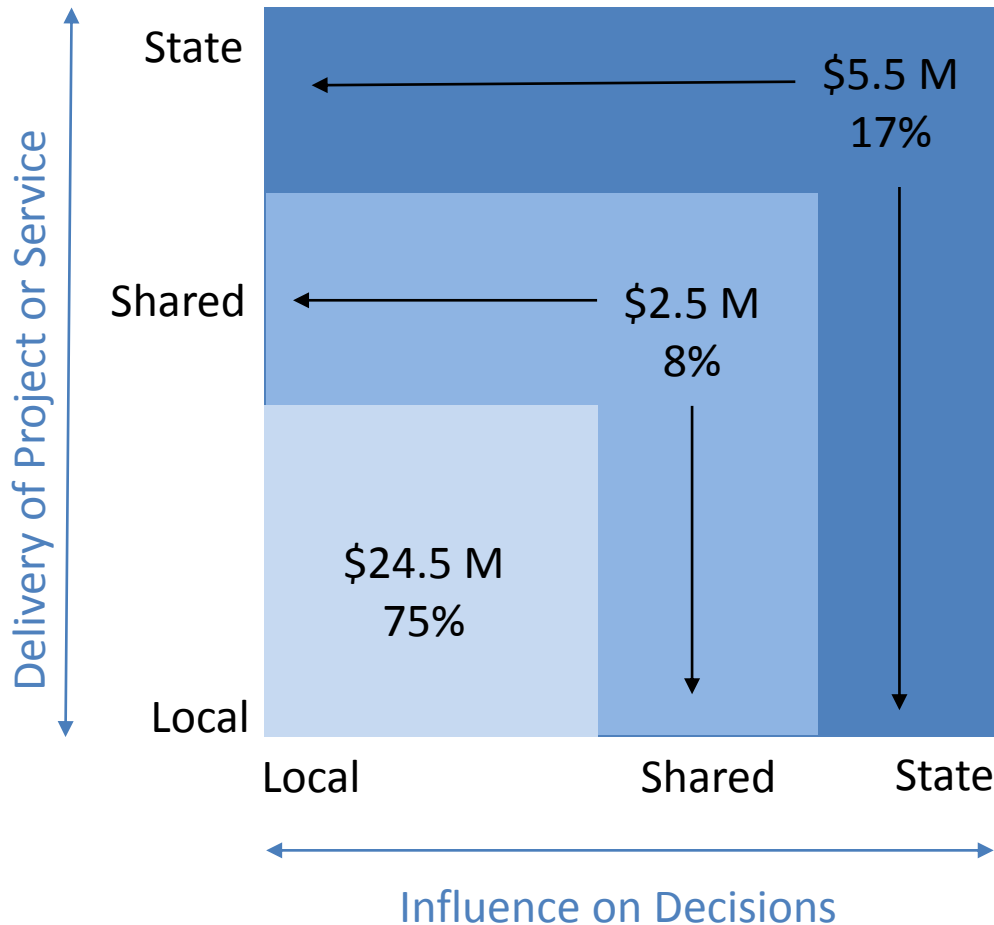 State
$5.5 M
17%
Delivery of Project or Service
Shared
$2.5 M
8%
$24.5 M
75%
Local
Local
Shared
State
Influence on Decisions